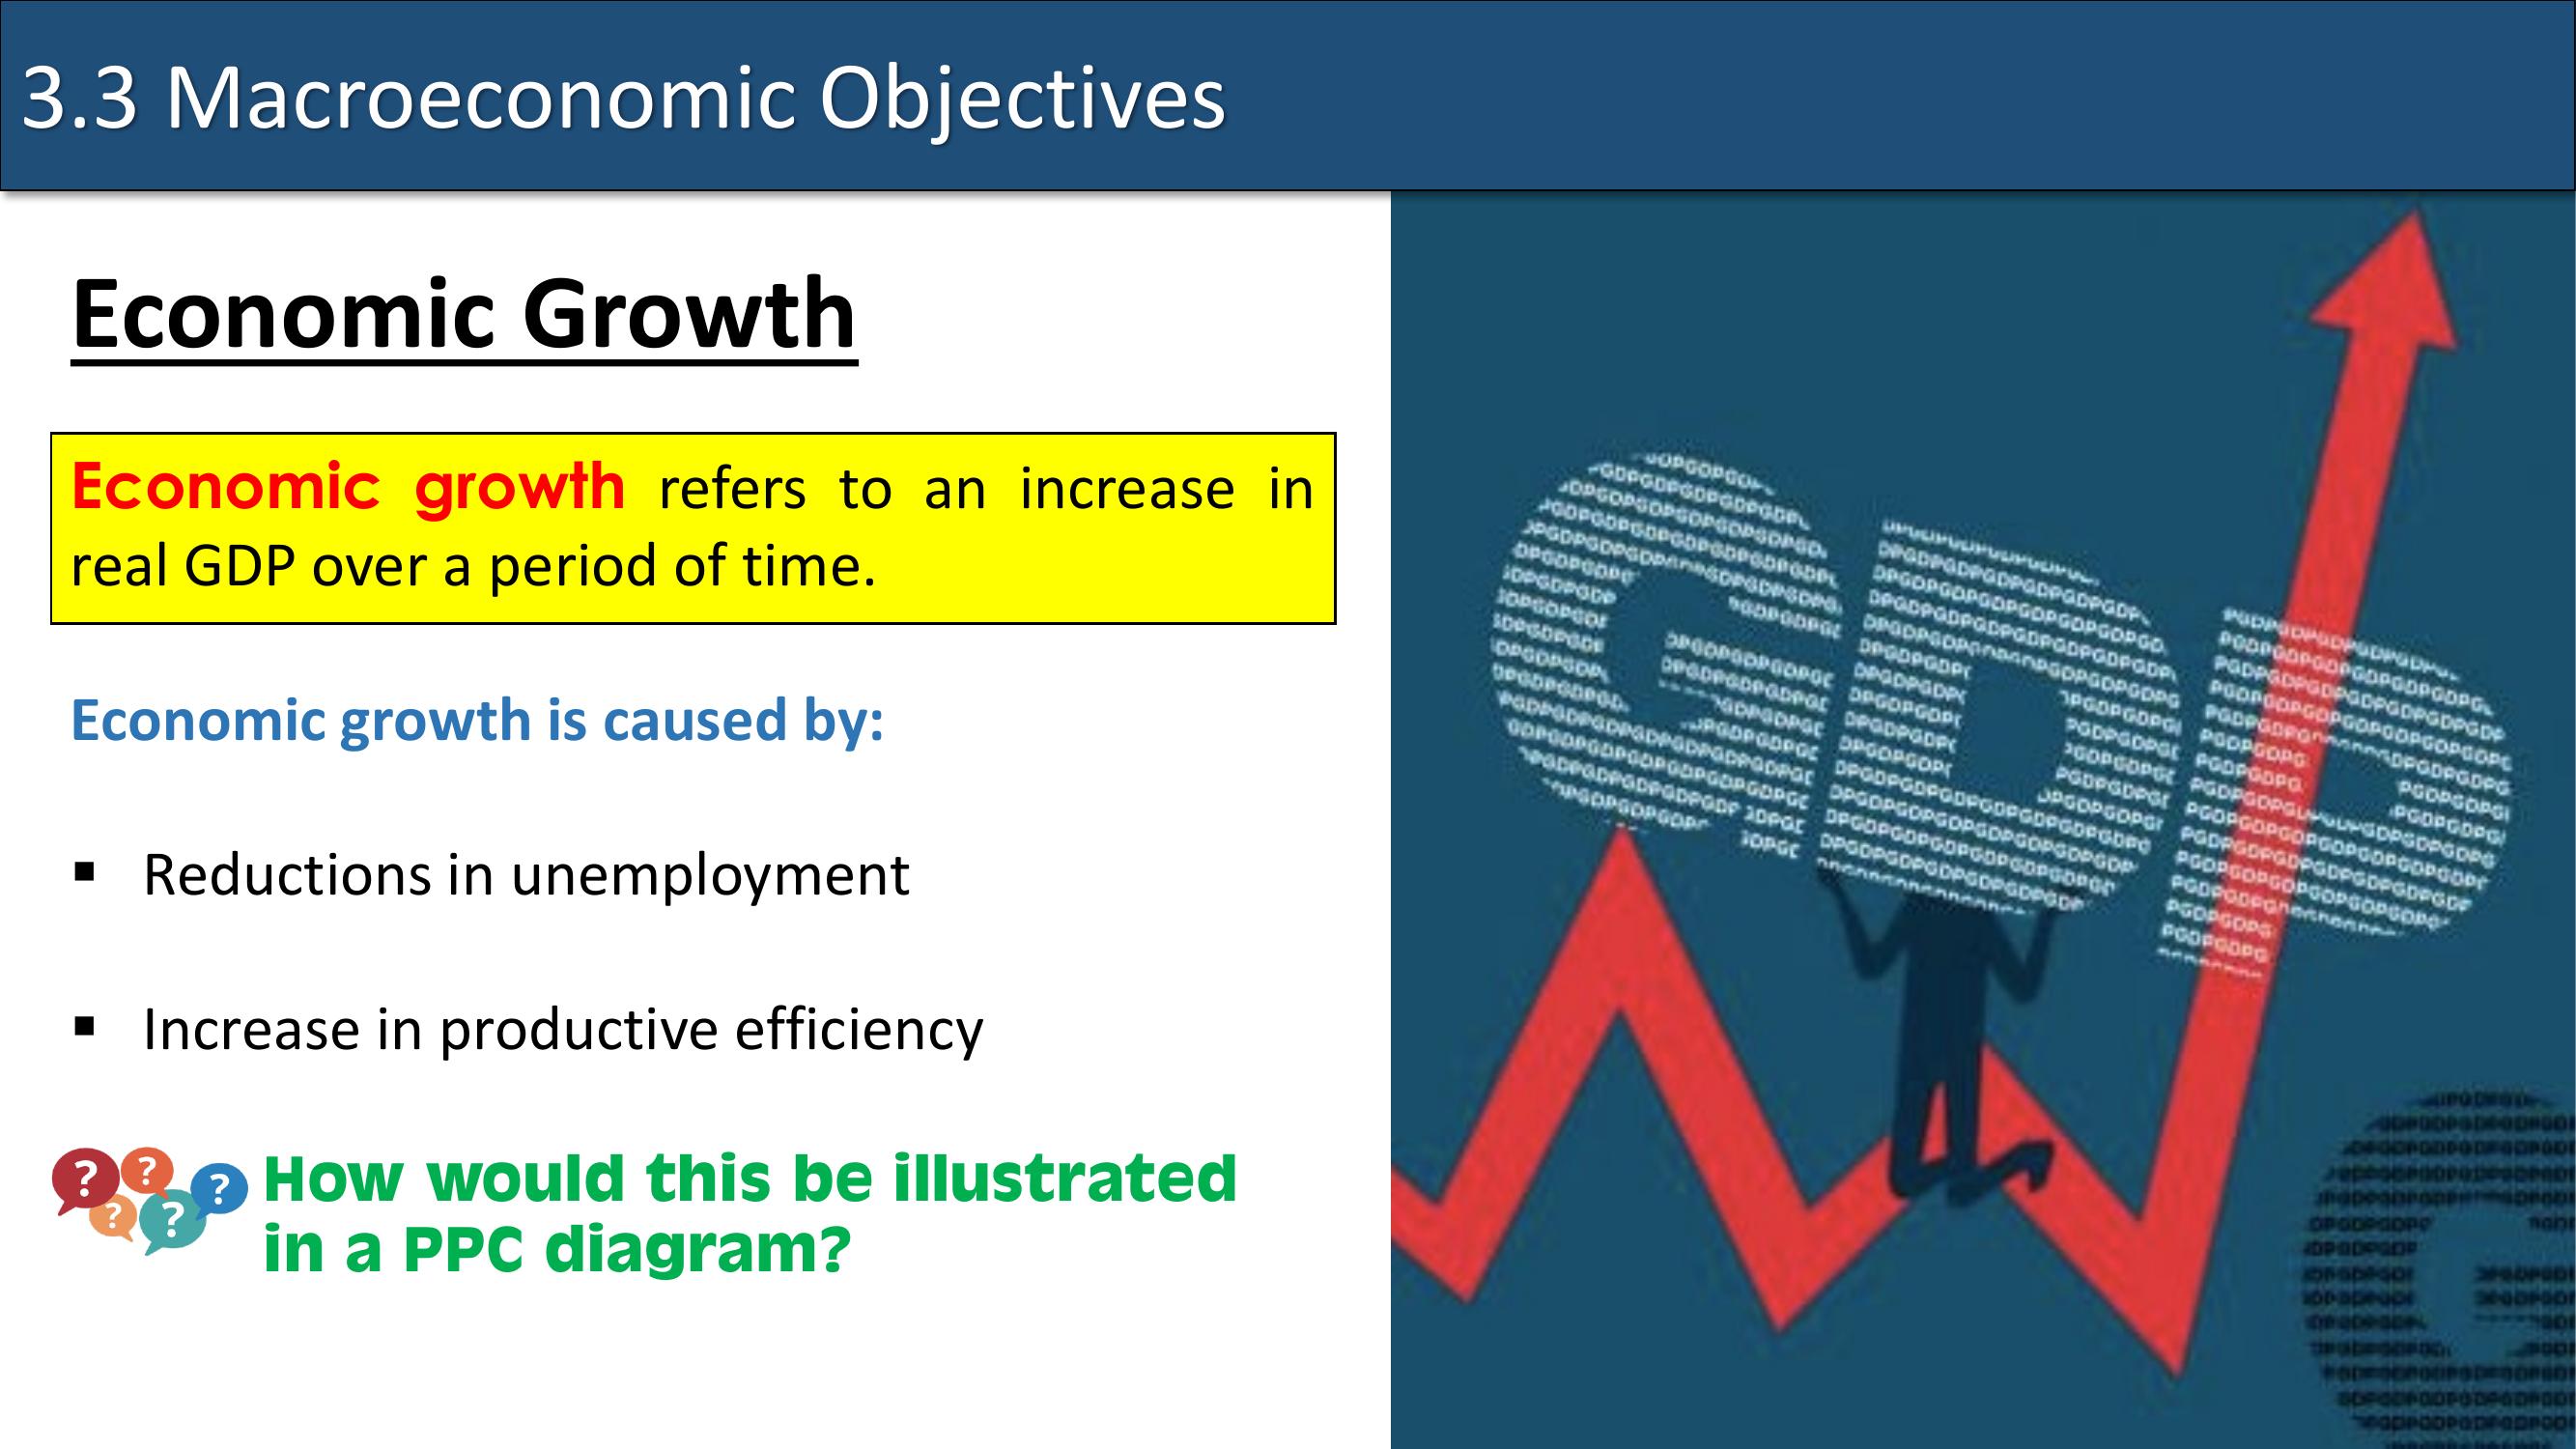 3.3 Macroeconomic Objectives
Economic Growth
Economic growth refers to an increase in
real GDP over a period of time.
Economic growth is caused by:
▪ Reductions in unemployment
▪ Increase in productive efficiency
? ? ? ? ?
How would this be illustrated
in a PPC diagram?
GDP
G